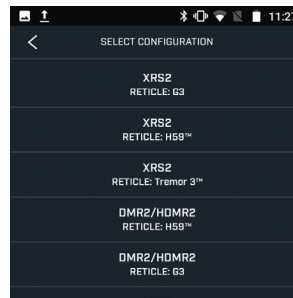 11:27
SELECT CONFIGURATION
XRS2
RETICLE: G3
XRS2
RETICLE: H59™
XRS2
RETICLE: Tremor 3™
DMR2/HDMR2
RETICLE: H59™
DMR2/HDMR2
RETICLE: G3